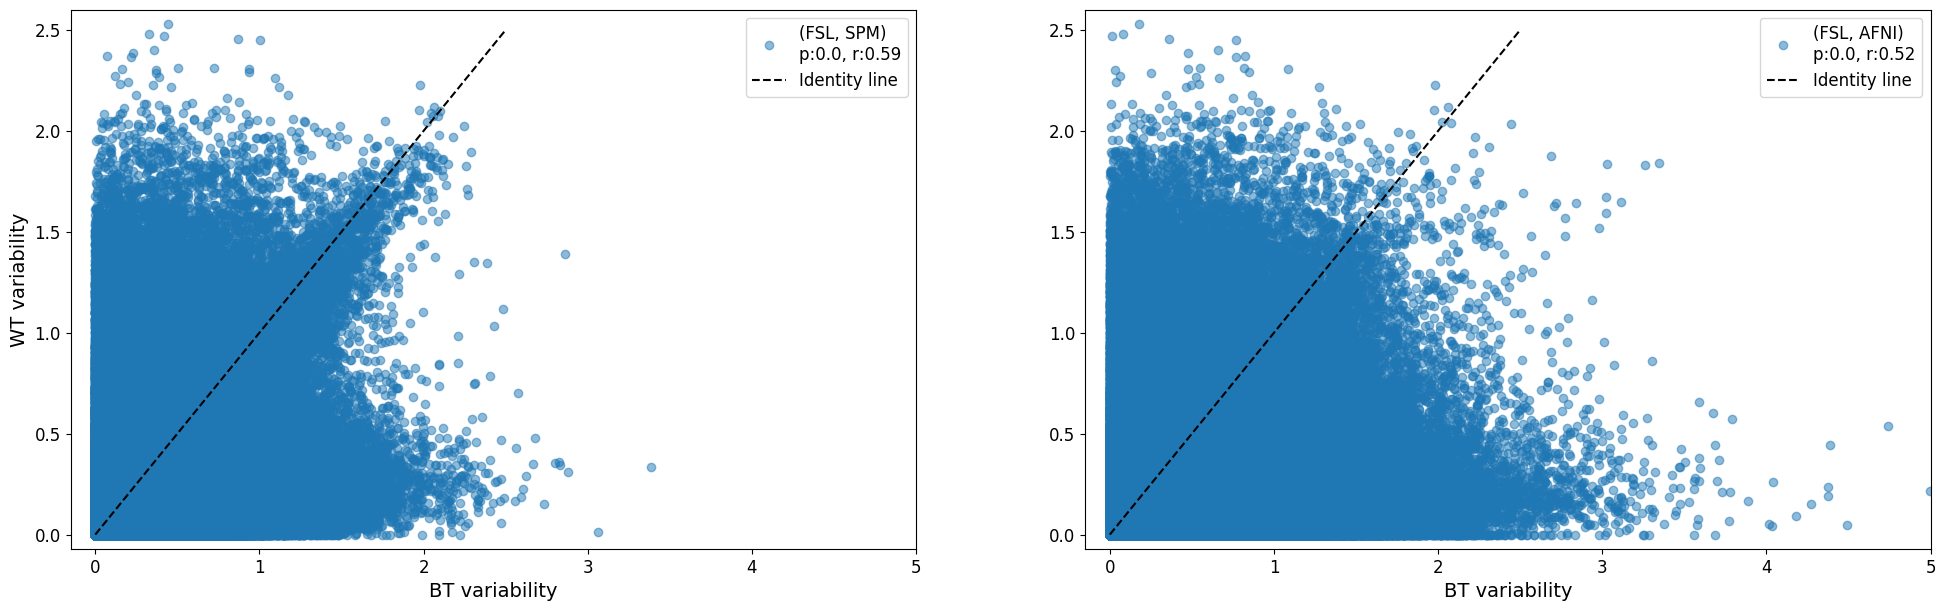 2.5
2.0
1.5
1.0
0.5
0.0
WT variability
(FSL, SPM)
p:0.0, r:0.59
Identity line
0 1 2 3 4 5
BT variability
2.5
2.0
1.5
1.0
0.5
0.0
(FSL, AFNI)
p:0.0, r:0.52
Identity line
0 1 2 3 4 5
BT variability